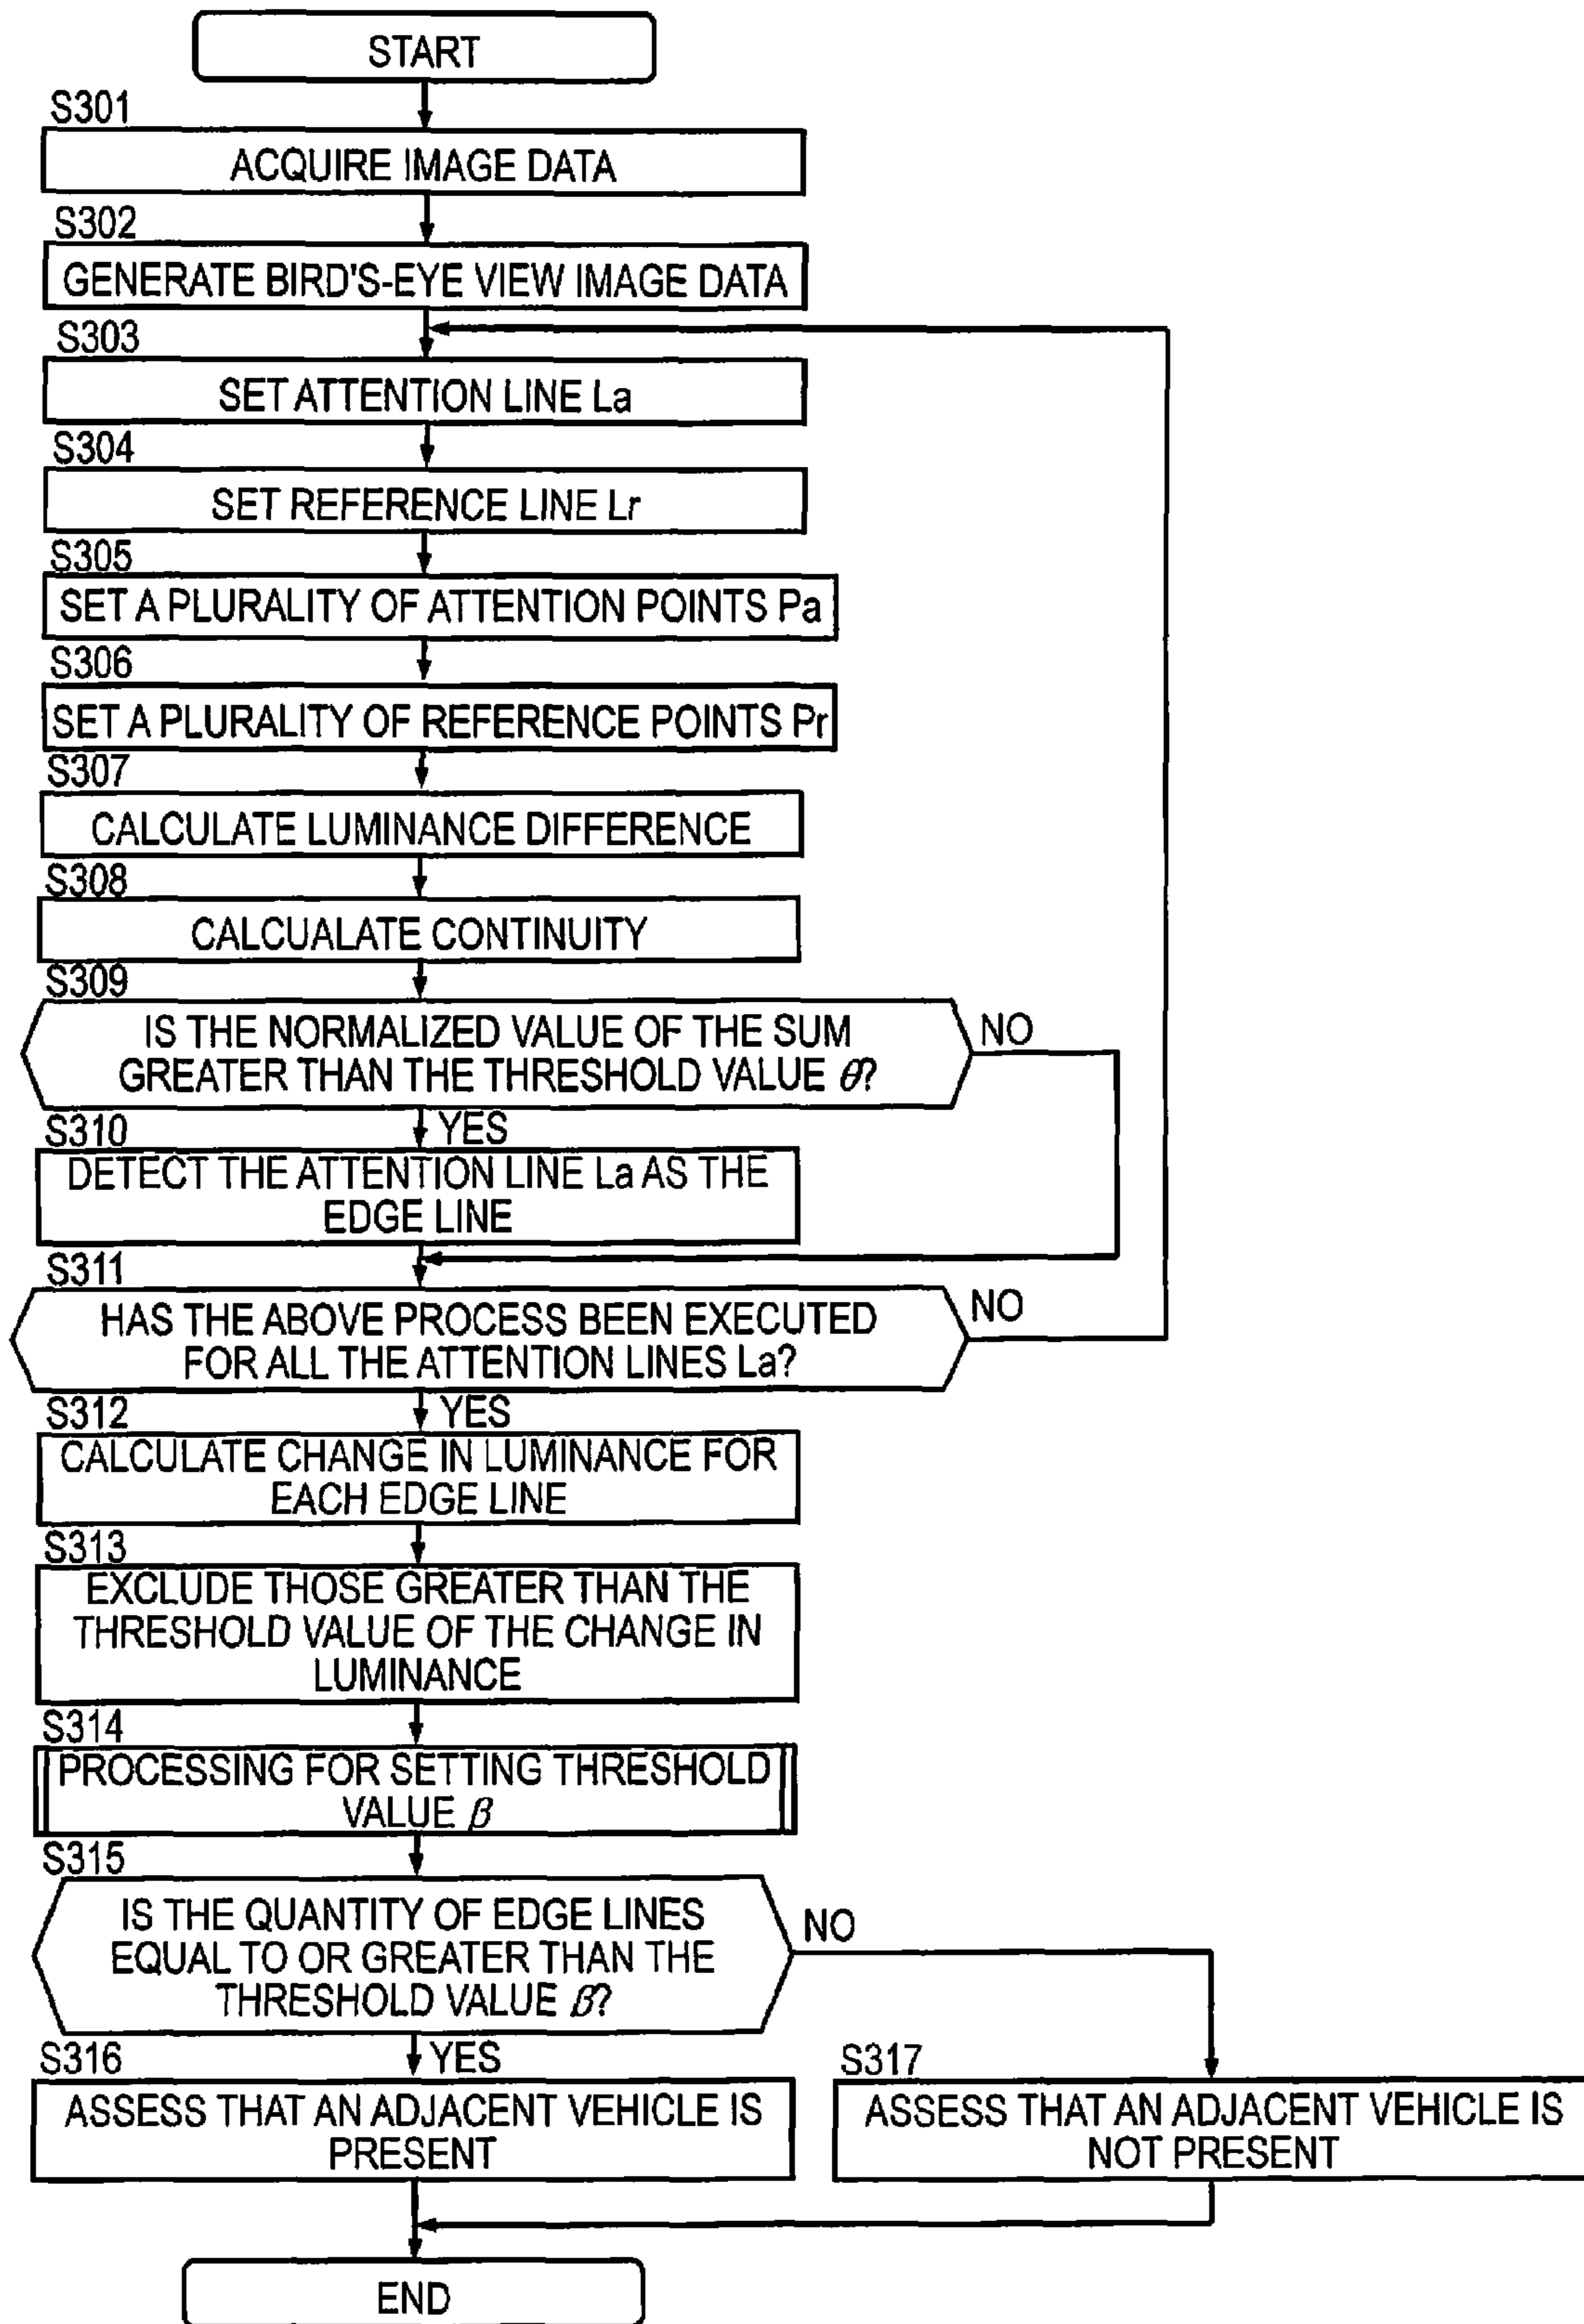 START
S301
ACQUIRE IMAGE DATA
S302
GENERATE BIRD'S-EYE VIEW IMAGE DATA
S303
SET ATTENTION LINE La
S304
SET REFERENCE LINE Lr
S305
SET A PLURALITY OF ATTENTION POINTS Pa
S306
SET A PLURALITY OF REFERENCE POINTS Pr
S307
CALCULATE LUMINANCE DIFFERENCE
S308
CALCUALATE CONTINUITY
S309
IS THE NORMALIZED VALUE OF THE SUM
GREATER THAN THE THRESHOLD VALUE θ?
NO
YES
S310
DETECT THE ATTENTION LINE La AS THE
EDGE LINE
S311
HAS THE ABOVE PROCESS BEEN EXECUTED
FOR ALL THE ATTENTION LINES La?
NO
YES
S312
CALCULATE CHANGE IN LUMINANCE FOR
EACH EDGE LINE
S313
EXCLUDE THOSE GREATER THAN THE
THRESHOLD VALUE OF THE CHANGE IN
LUMINANCE
S314
PROCESSING FOR SETTING THRESHOLD
VALUE β
S315
IS THE QUANTITY OF EDGE LINES
EQUAL TO OR GREATER THAN THE
THRESHOLD VALUE β?
NO
YES
S316
ASSESS THAT AN ADJACENT VEHICLE IS
PRESENT
S317
ASSESS THAT AN ADJACENT VEHICLE IS
NOT PRESENT
END